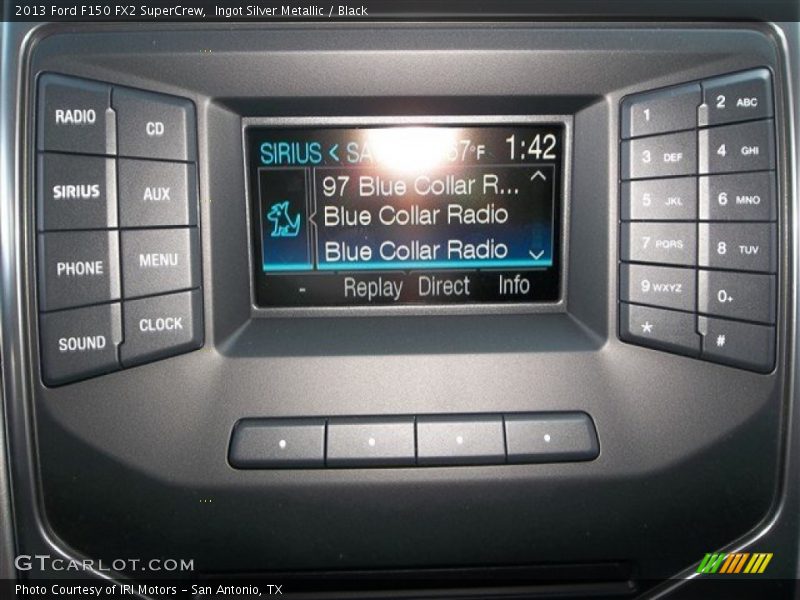 2013 Ford F150 FX2 SuperCrew, Ingot Silver Metallic / Black
RADIO
CD
SIRIUS
AUX
PHONE
MENU
SOUND
CLOCK
SIRIUS < SA 67°F 1:42
97 Blue Collar R...
Blue Collar Radio
Blue Collar Radio
- Replay Direct Info
1
2 ABC
3 DEF
4 GHI
5 JKL
6 MNO
7 PQRS
8 TUV
9 WXYZ
0+
*
#
GTCARLOT.COM
Photo Courtesy of IRI Motors – San Antonio, TX